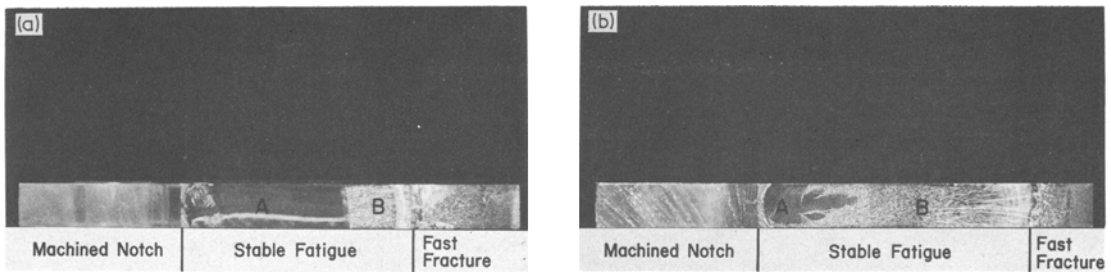 (a)
A
B
Machined Notch
Stable Fatigue
Fast
Fracture
(b)
A
B
Machined Notch
Stable Fatigue
Fast
Fracture